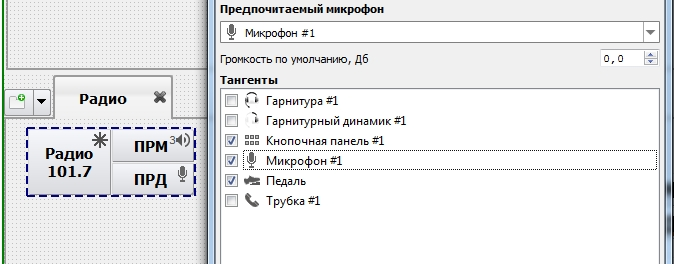 Предпочитаемый микрофон
Микрофон #1
Громкость по умолчанию, Дб
0,0
Тангенты
Гарнитура #1
Гарнитурный динамик #1
Кнопочная панель #1
Микрофон #1
Педаль
Трубка #1
Радио
Радио
101.7
ПРМ
3
ПРД